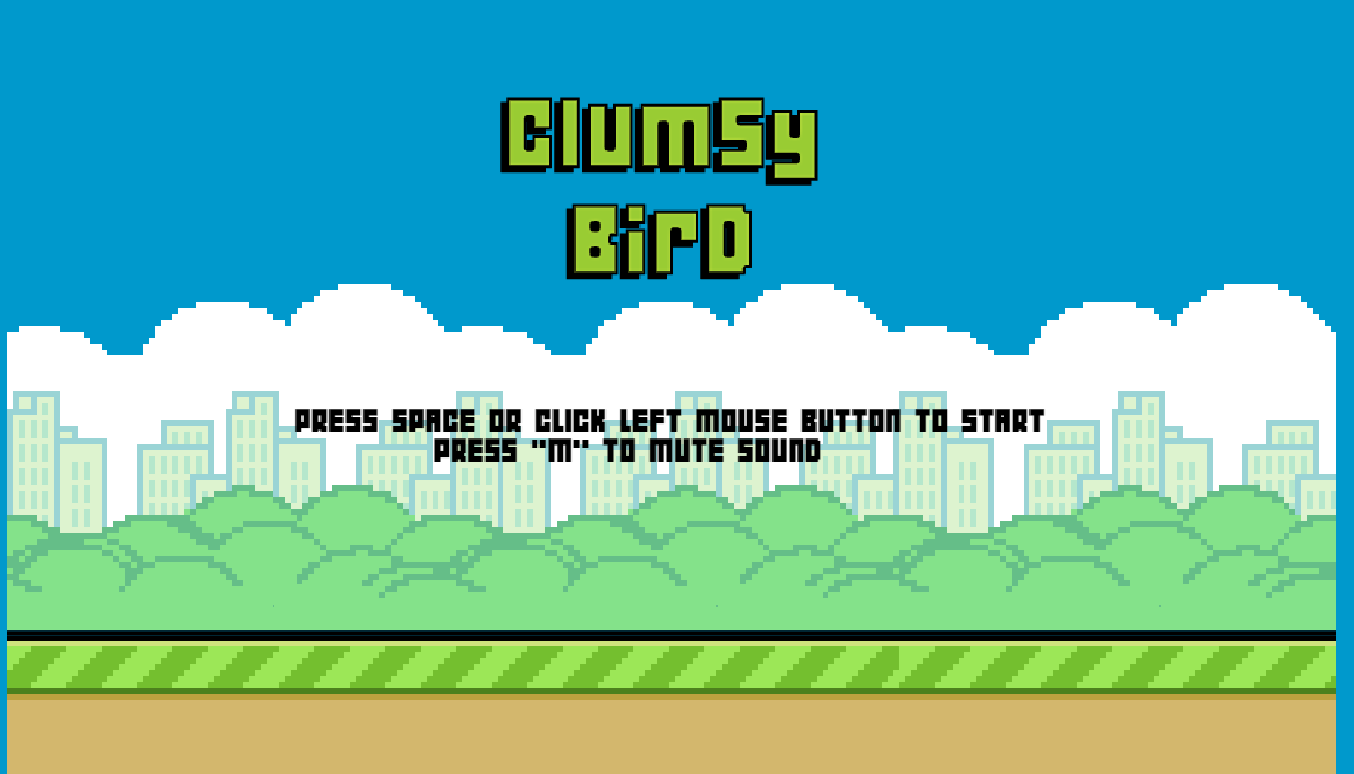 Clumsy
Bird
PRESS SPACE OR CLICK LEFT MOUSE BUTTON TO START
PRESS "M" TO MUTE SOUND